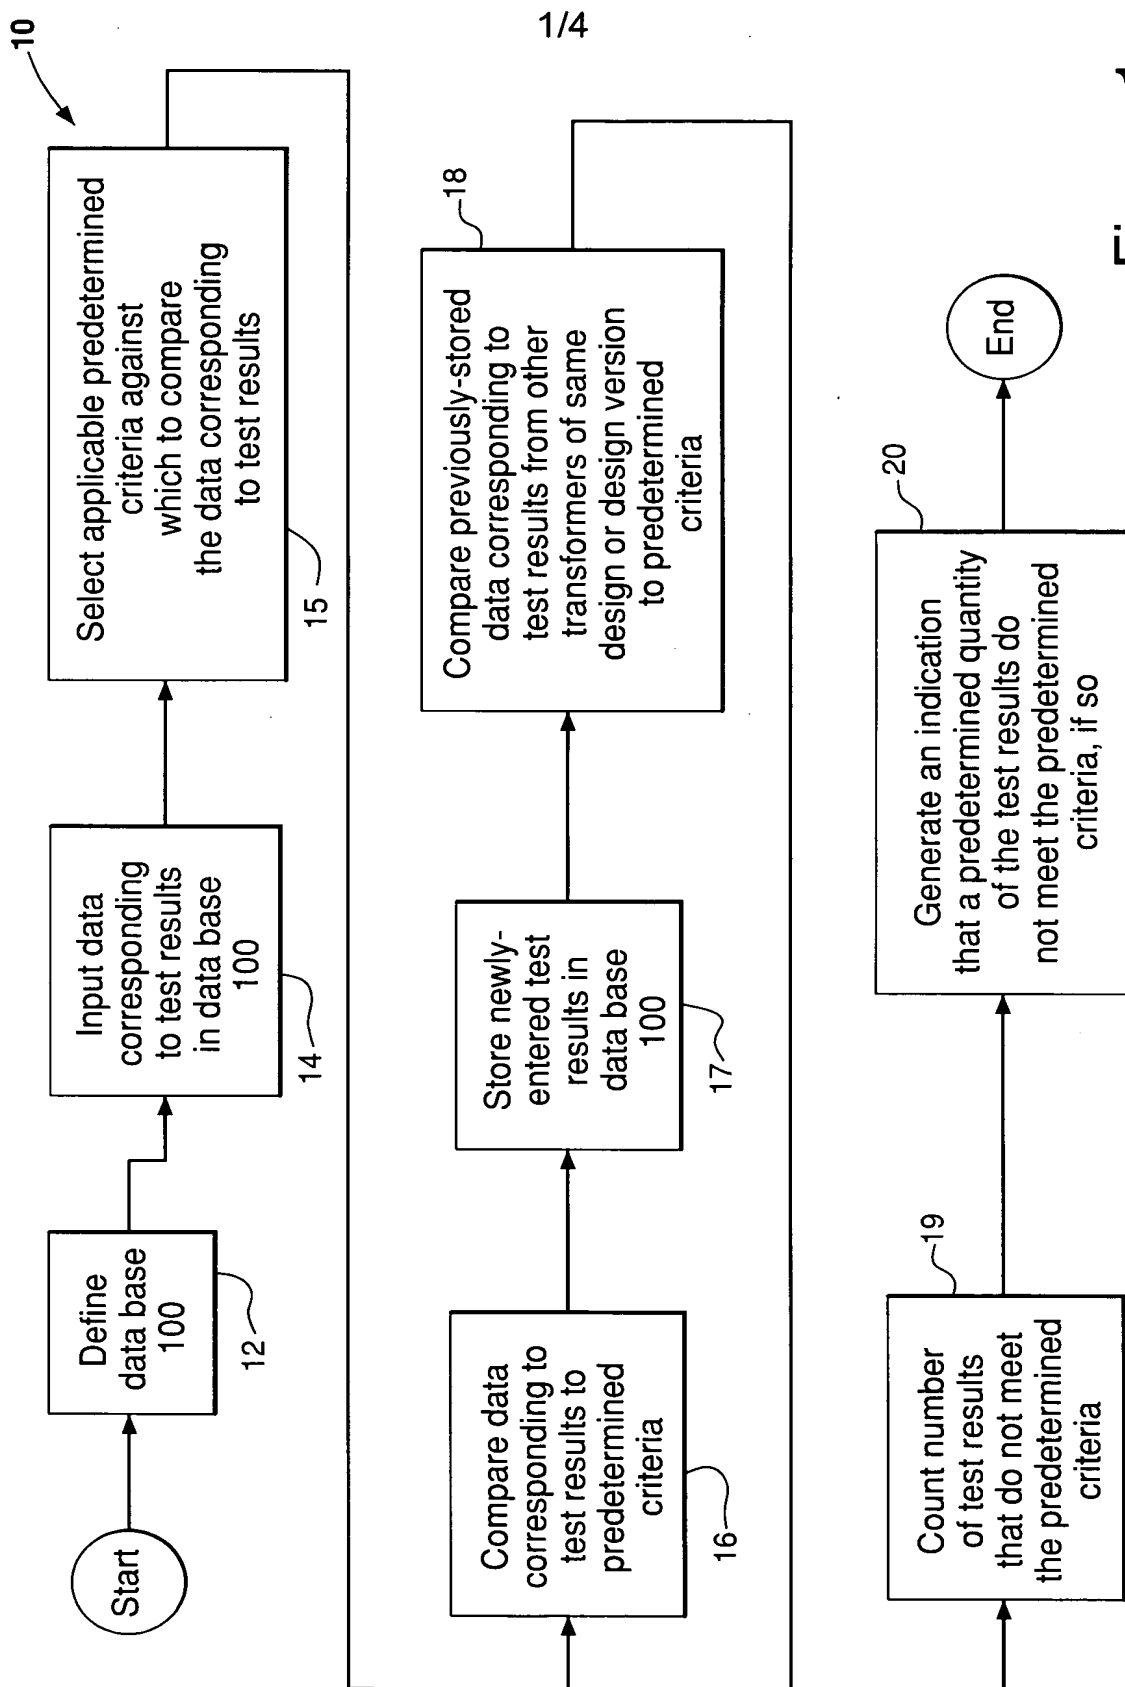 1/4
10
Start
Define
data base
100
12
Input data
corresponding
to test results
in data base
100
14
Select applicable predetermined
criteria against
which to compare
the data corresponding
to test results
15
Compare data
corresponding to
test results to
predetermined
criteria
16
Store newly-
entered test
results in
data base
100
17
Compare previously-stored
data corresponding to
test results from other
transformers of same
design or design version
to predetermined
criteria
18
Count number
of test results
that do not meet
the predetermined
criteria
19
Generate an indication
that a predetermined quantity
of the test results do
not meet the predetermined
criteria, if so
20
End